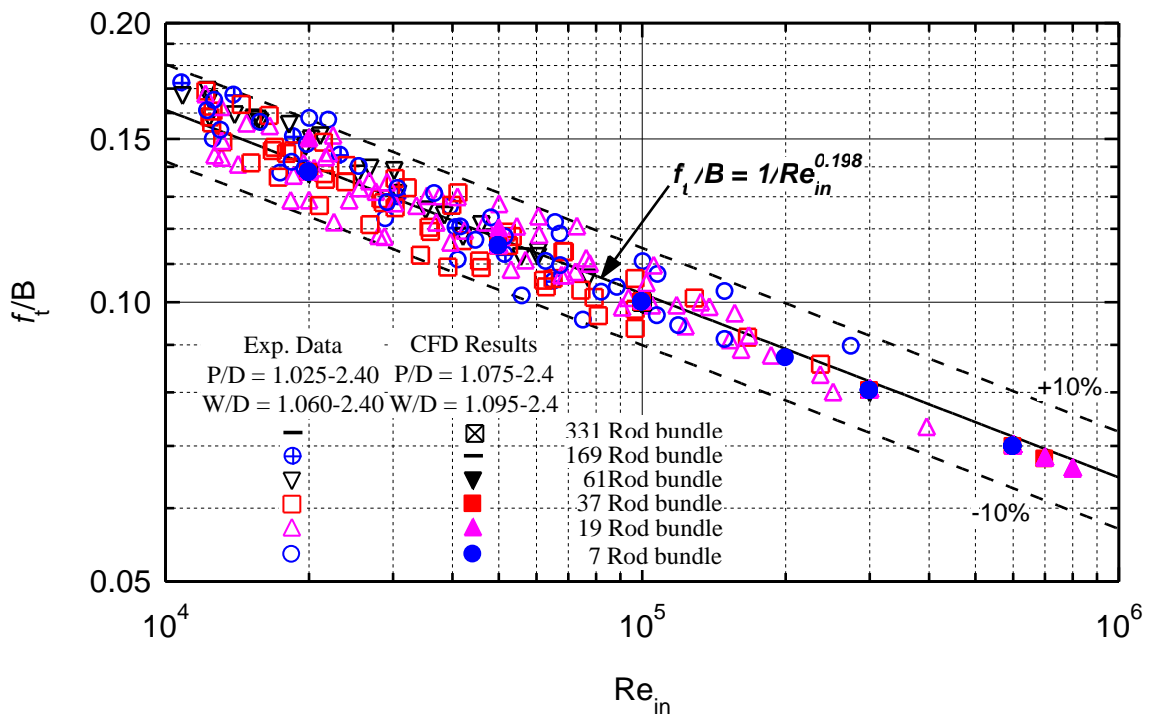 0.20
0.15
0.10
0.05
f_t/B
f_t /B = 1/Re_in^0.198
Exp. Data CFD Results
P/D = 1.025-2.40 P/D = 1.075-2.4
W/D = 1.060-2.40 W/D = 1.095-2.4
331 Rod bundle
169 Rod bundle
61Rod bundle
37 Rod bundle
19 Rod bundle
7 Rod bundle
+10%
-10%
10^4 10^5 10^6
Re_in